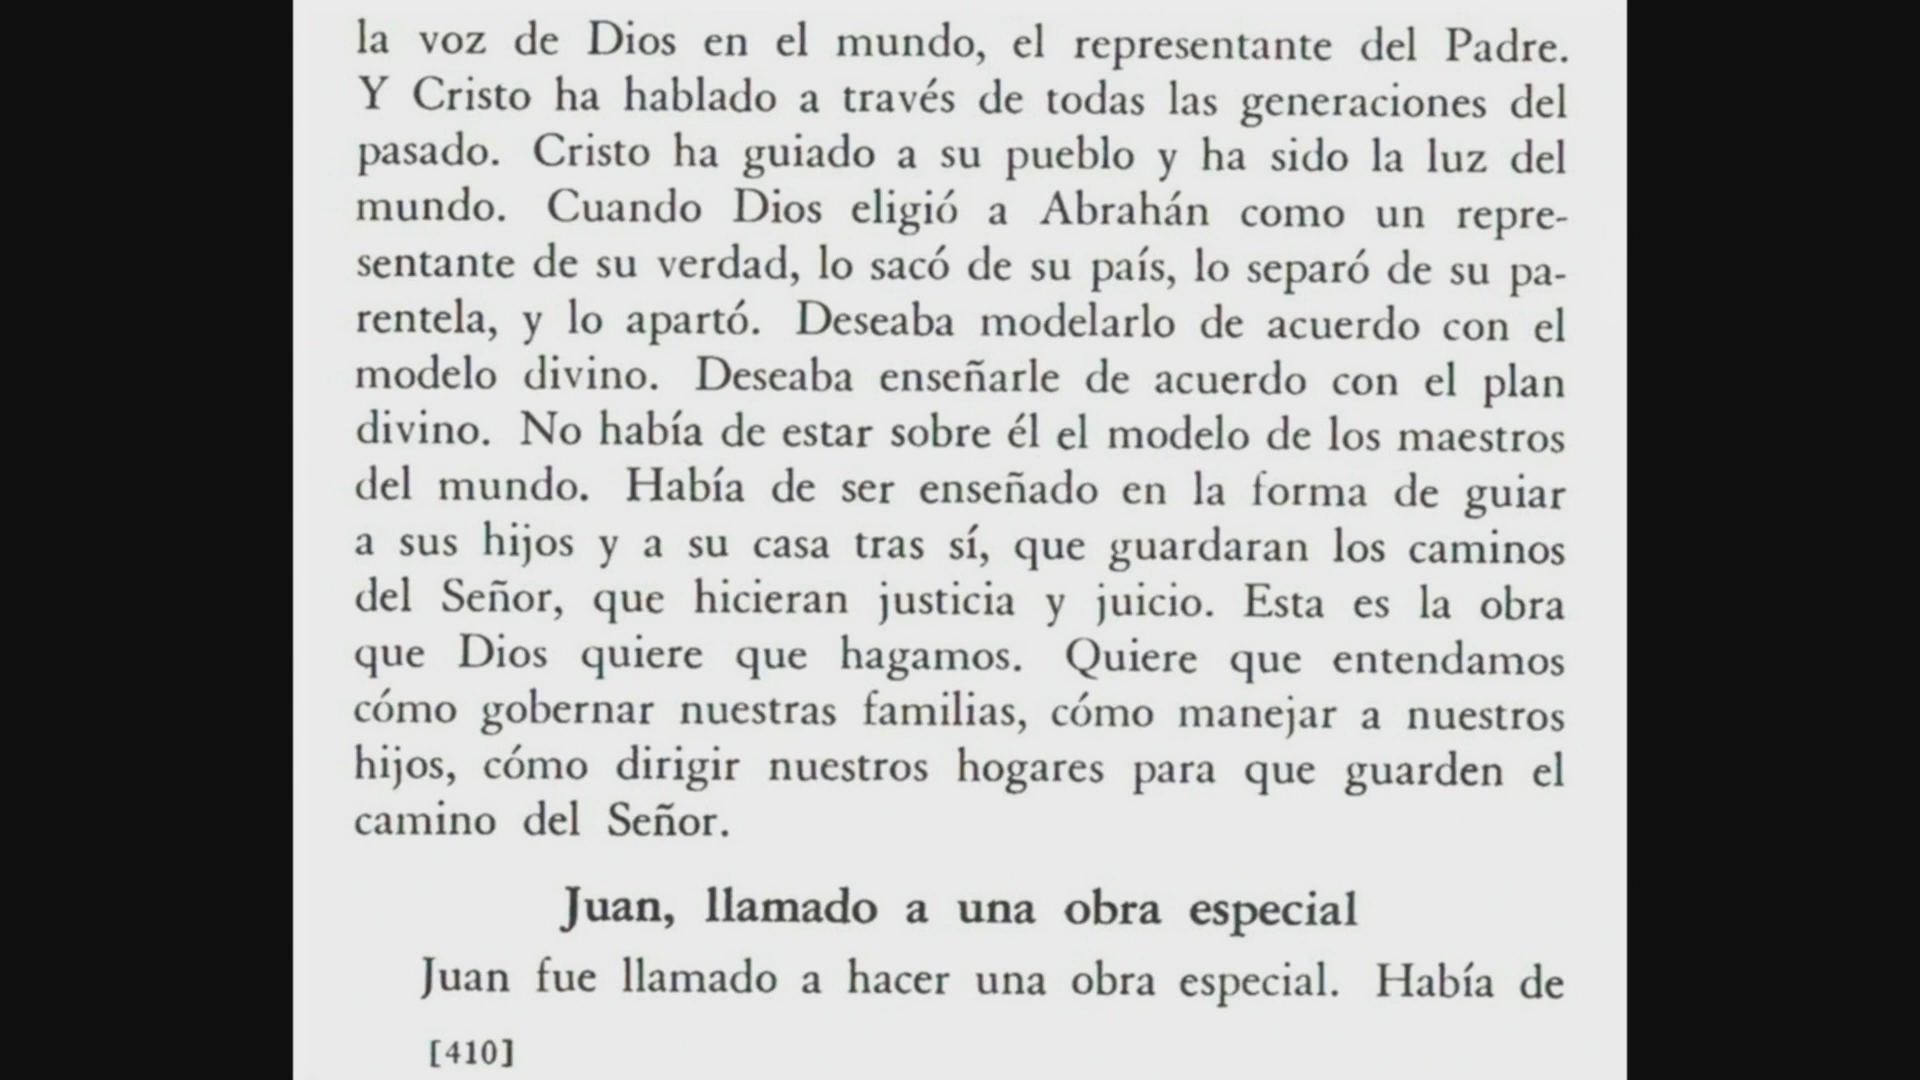 la voz de Dios en el mundo, el representante del Padre.
Y Cristo ha hablado a través de todas las generaciones del
pasado. Cristo ha guiado a su pueblo y ha sido la luz del
mundo. Cuando Dios eligió a Abrahán como un repre-
sentante de su verdad, lo sacó de su país, lo separó de su pa-
rentela, y lo apartó. Deseaba modelarlo de acuerdo con el
modelo divino. Deseaba enseñarle de acuerdo con el plan
divino. No había de estar sobre él el modelo de los maestros
del mundo. Había de ser enseñado en la forma de guiar
a sus hijos y a su casa tras sí, que guardaran los caminos
del Señor, que hicieran justicia y juicio. Esta es la obra
que Dios quiere que hagamos. Quiere que entendamos
cómo gobernar nuestras familias, cómo manejar a nuestros
hijos, cómo dirigir nuestros hogares para que guarden el
camino del Señor.
Juan, llamado a una obra especial
Juan fue llamado a hacer una obra especial. Había de
[410]